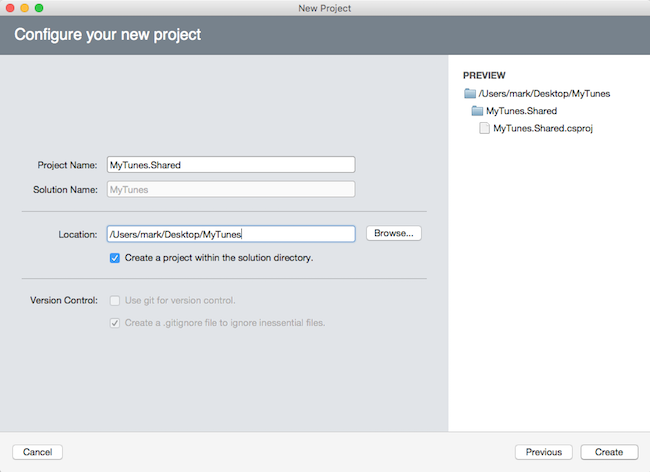 New Project
Configure your new project
PREVIEW
/Users/mark/Desktop/MyTunes
MyTunes.Shared
MyTunes.Shared.csproj
Project Name: MyTunes.Shared
Solution Name: MyTunes
Location: /Users/mark/Desktop/MyTunes Browse...
Create a project within the solution directory.
Version Control: Use git for version control.
Create a .gitignore file to ignore inessential files.
Cancel Previous Create